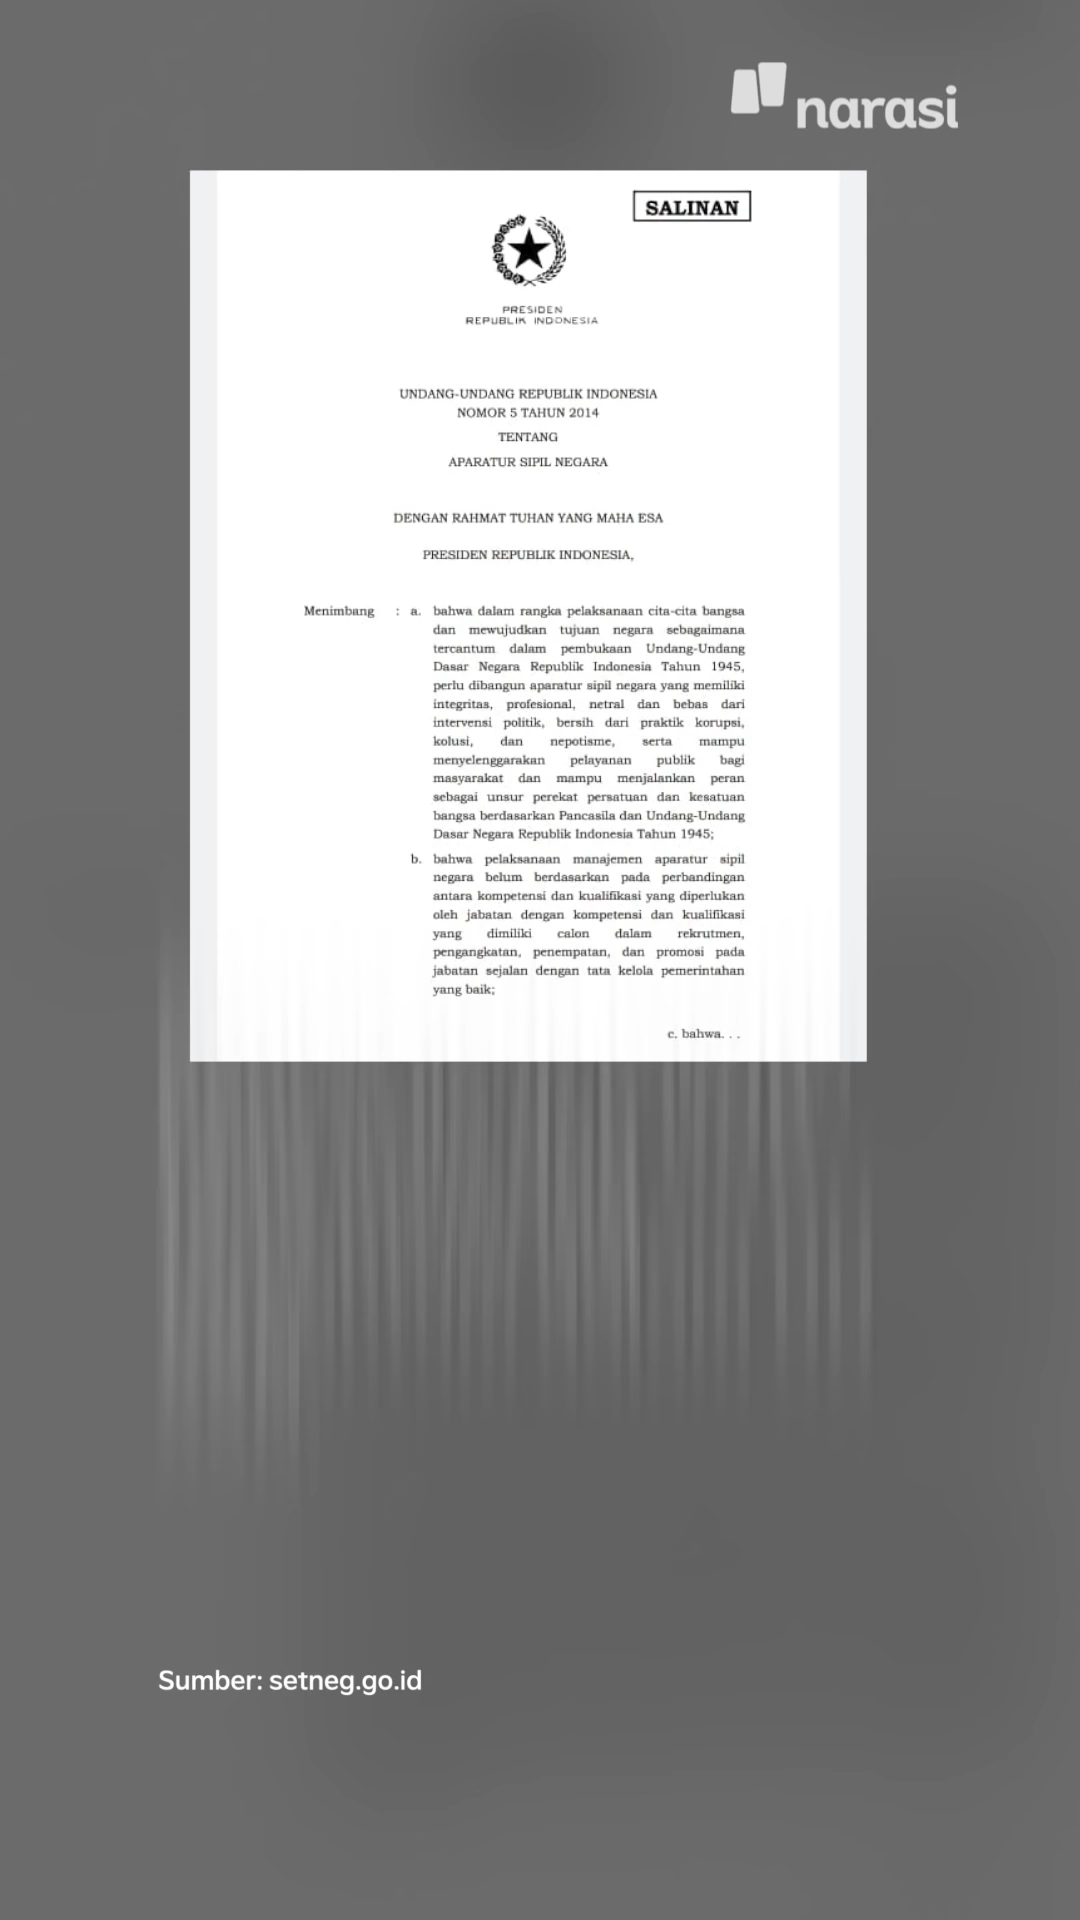 narasi
SALINAN
PRESIDEN
REPUBLIK INDONESIA
UNDANG-UNDANG REPUBLIK INDONESIA
NOMOR 5 TAHUN 2014
TENTANG
APARATUR SIPIL NEGARA
DENGAN RAHMAT TUHAN YANG MAHA ESA
PRESIDEN REPUBLIK INDONESIA,
Menimbang : a. bahwa dalam rangka pelaksanaan cita-cita bangsa
dan mewujudkan tujuan negara sebagaimana
tercantum dalam pembukaan Undang-Undang
Dasar Negara Republik Indonesia Tahun 1945,
perlu dibangun aparatur sipil negara yang memiliki
integritas, profesional, netral dan bebas dari
intervensi politik, bersih dari praktik korupsi,
kolusi, dan nepotisme, serta mampu
menyelenggarakan pelayanan publik bagi
masyarakat dan mampu menjalankan peran
sebagai unsur perekat persatuan dan kesatuan
bangsa berdasarkan Pancasila dan Undang-Undang
Dasar Negara Republik Indonesia Tahun 1945;
b. bahwa pelaksanaan manajemen aparatur sipil
negara belum berdasarkan pada perbandingan
antara kompetensi dan kualifikasi yang diperlukan
oleh jabatan dengan kompetensi dan kualifikasi
yang dimiliki calon dalam rekrutmen,
pengangkatan, penempatan, dan promosi pada
jabatan sejalan dengan tata kelola pemerintahan
yang baik;
c. bahwa. . .
Sumber: setneg.go.id